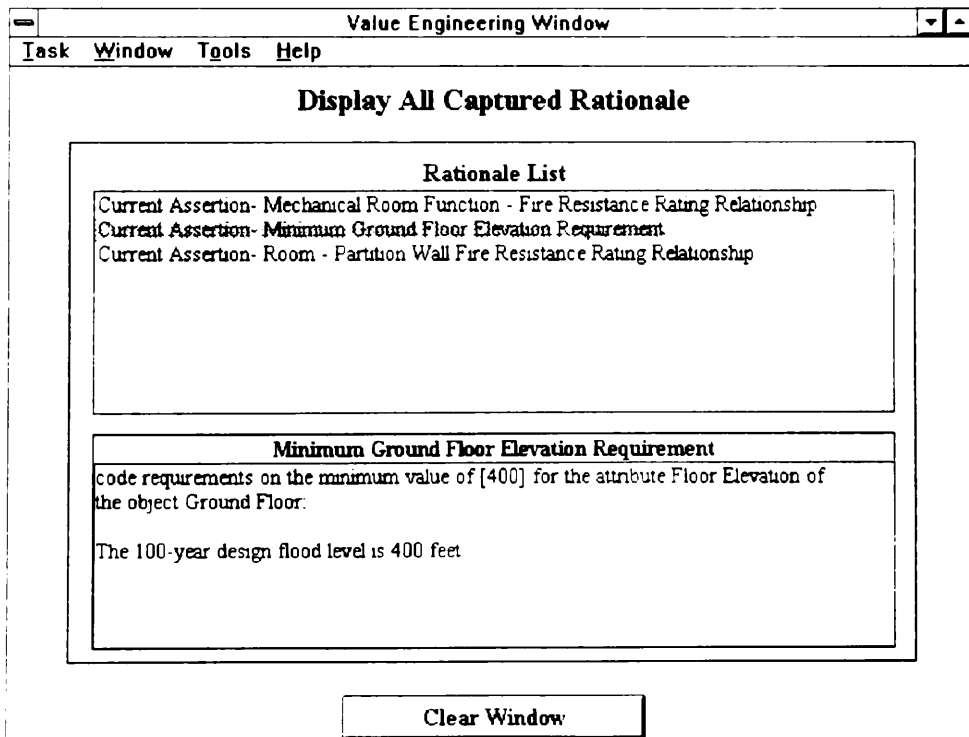 Value Engineering Window
Task Window Tools Help
Display All Captured Rationale
Rationale List
Current Assertion- Mechanical Room Function - Fire Resistance Rating Relationship
Current Assertion- Minimum Ground Floor Elevation Requirement
Current Assertion- Room - Partition Wall Fire Resistance Rating Relationship
Minimum Ground Floor Elevation Requirement
code requirements on the minimum value of [400] for the attribute Floor Elevation of
the object Ground Floor:
The 100-year design flood level is 400 feet
Clear Window